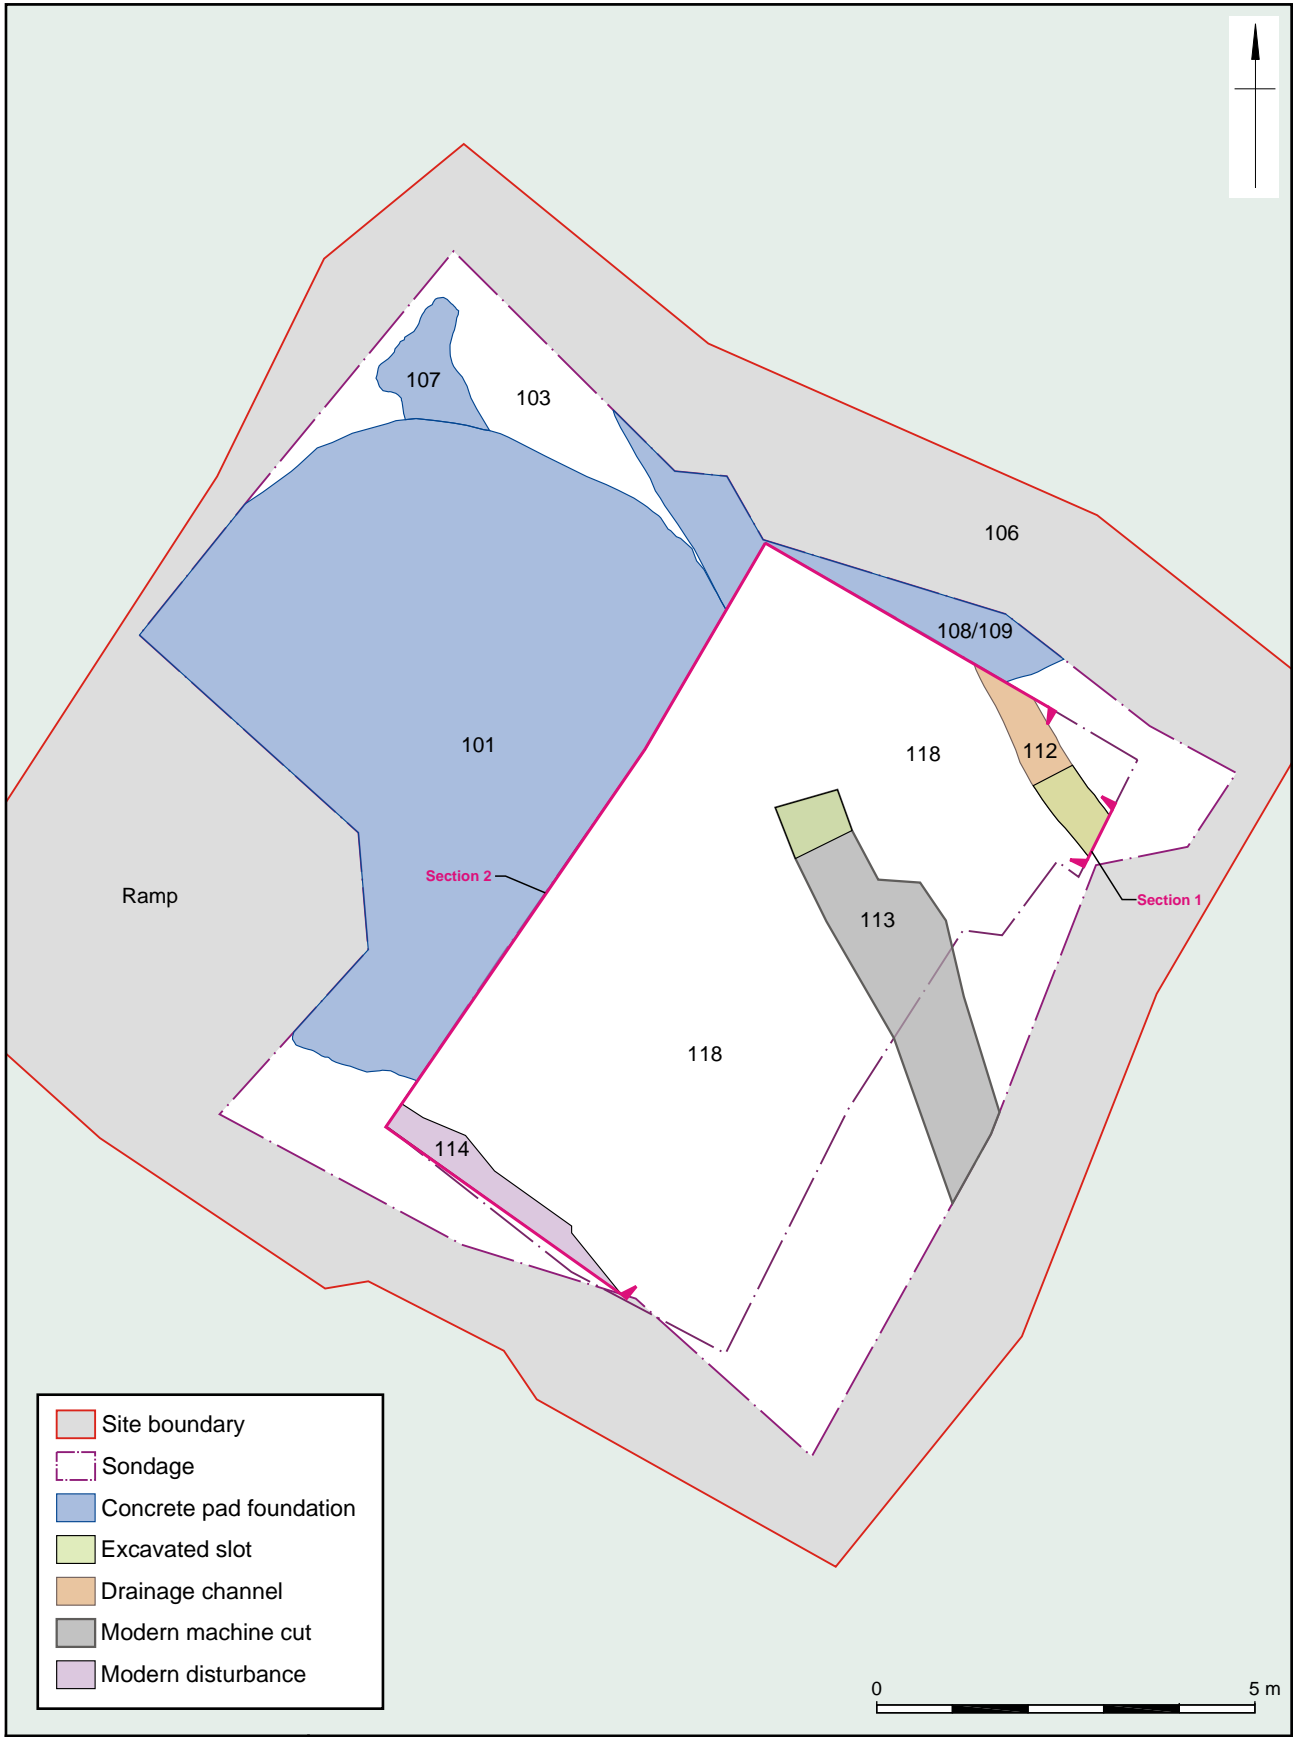 107
103
106
108/109
101
118
112
Section 2
Ramp
Section 1
113
118
114
Site boundary
Sondage
Concrete pad foundation
Excavated slot
Drainage channel
Modern machine cut
Modern disturbance
0 5 m